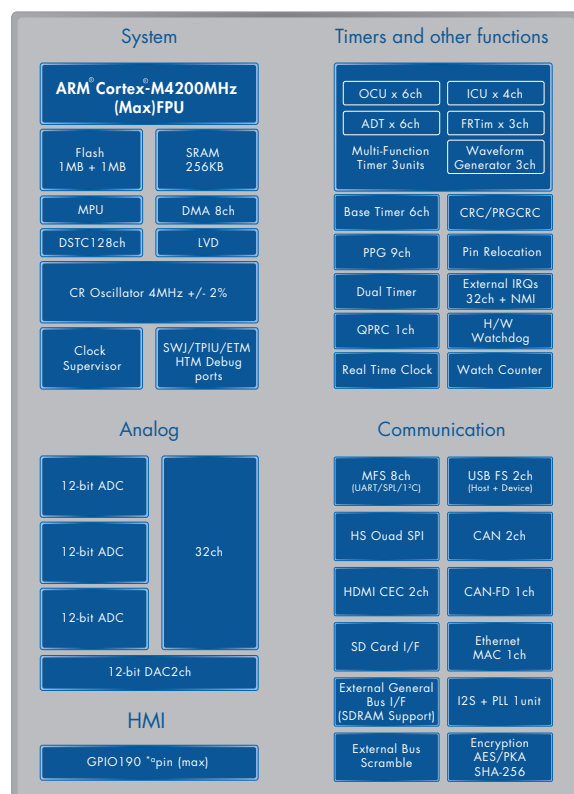 System
ARM® Cortex®-M4200MHz
(Max)FPU
Flash
1MB + 1MB
SRAM
256KB
MPU
DMA 8ch
DSTC128ch
LVD
CR Oscillator 4MHz +/- 2%
Clock
Supervisor
SWJ/TPIU/ETM
HTM Debug
ports
Timers and other functions
OCU x 6ch
ICU x 4ch
ADT x 6ch
FRTim x 3ch
Multi-Function
Timer 3units
Waveform
Generator 3ch
Base Timer 6ch
CRC/PRGCRC
PPG 9ch
Pin Relocation
Dual Timer
External IRQs
32ch + NMI
QPRC 1ch
H/W
Watchdog
Real Time Clock
Watch Counter
Analog
12-bit ADC
12-bit ADC
12-bit ADC
32ch
12-bit DAC2ch
HMI
GPIO190 *ᵃpin (max)
Communication
MFS 8ch
(UART/SPL/1²C)
USB FS 2ch
(Host + Device)
HS Ouad SPI
CAN 2ch
HDMI CEC 2ch
CAN-FD 1ch
SD Card I/F
Ethernet
MAC 1ch
External General
Bus I/F
(SDRAM Support)
I2S + PLL 1unit
External Bus
Scramble
Encryption
AES/PKA
SHA-256